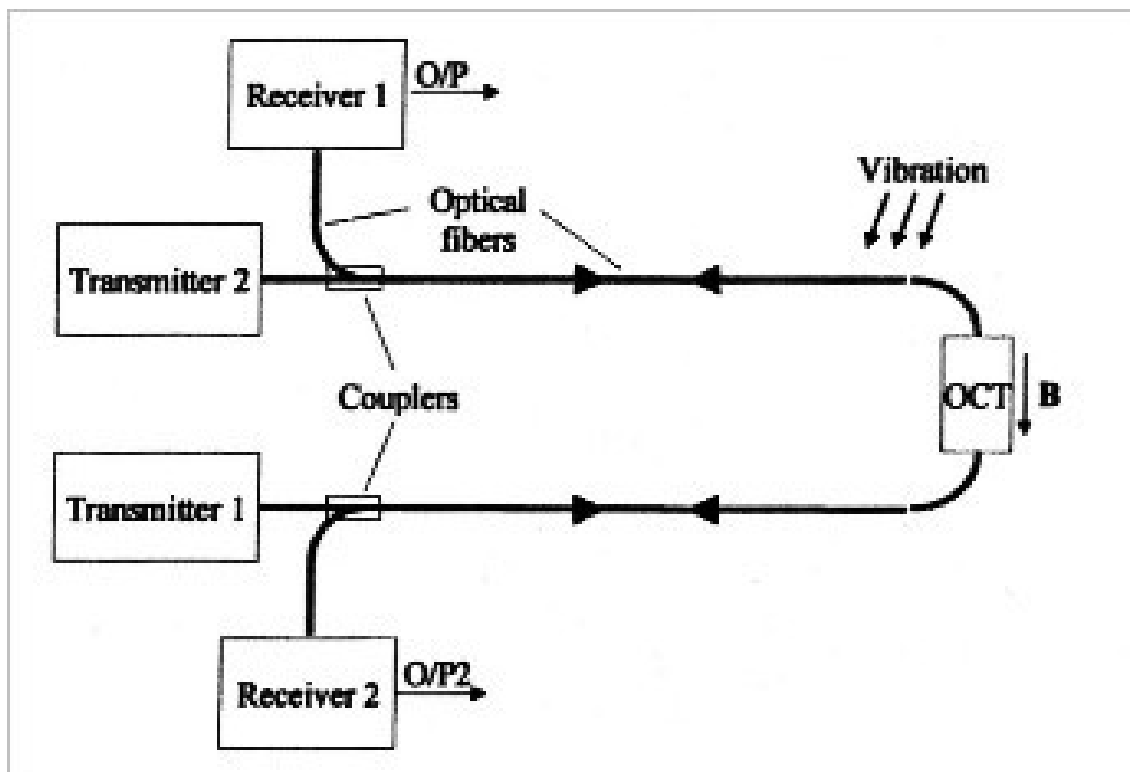 Receiver 1
O/P
Vibration
Optical
fibers
Transmitter 2
OCT
B
Couplers
Transmitter 1
O/P2
Receiver 2